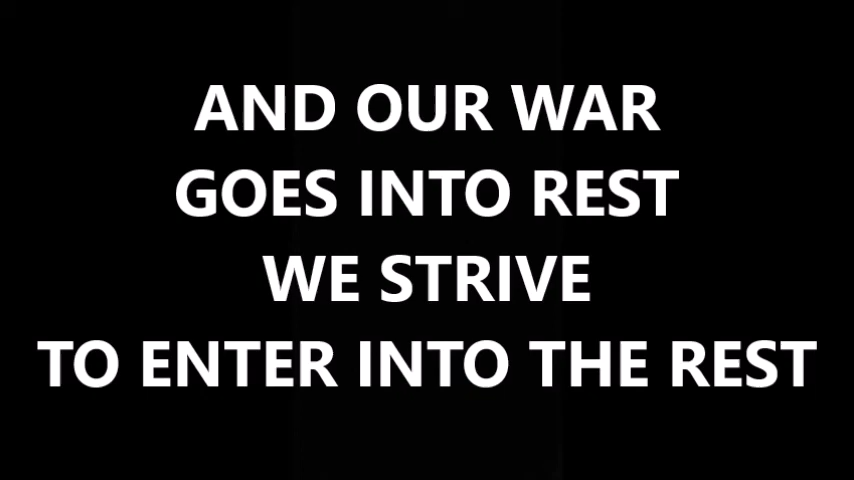 AND OUR WAR
GOES INTO REST
WE STRIVE
TO ENTER INTO THE REST